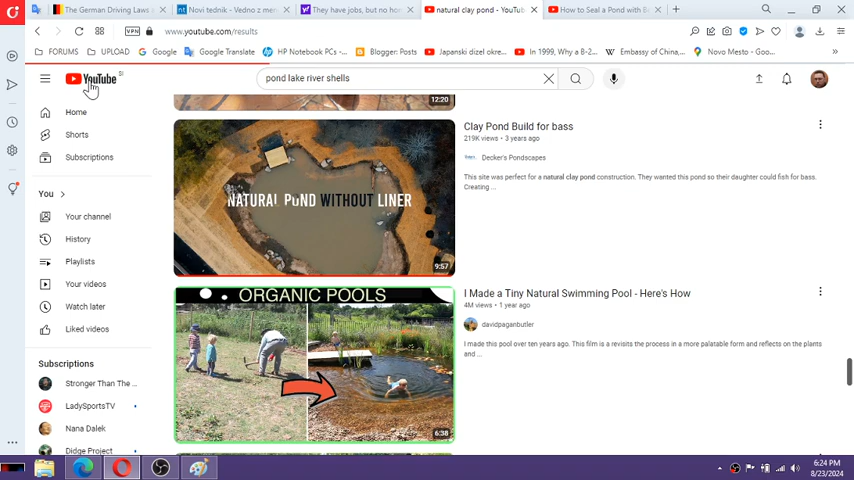 The German Driving Laws a
Novi tednik – Vedno z me
They have jobs, but no ho
natural clay pond - YouTub
How to Seal a Pond with Be
VPN
www.youtube.com/results
FORUMS
UPLOAD
Google
Google Translate
HP Notebook PCs - I...
Blogger: Posts
Japanski dizel okre...
In 1999, Why a B-2...
Embassy of China,...
Novo Mesto - Goo...
YouTube SI
pond lake river shells
Home
Shorts
Subscriptions
You
Your channel
History
Playlists
Your videos
Watch later
Liked videos
Subscriptions
Stronger Than The ...
LadySportsTV
Nana Dalek
Didge Project
12:20
NATURAL POND WITHOUT LINER
9:57
Clay Pond Build for bass
219K views • 3 years ago
Decker's Pondscapes
This site was perfect for a natural clay pond construction. They wanted this pond so their daughter could fish for bass.
Creating ...
ORGANIC POOLS
6:38
I Made a Tiny Natural Swimming Pool - Here's How
4M views • 1 year ago
davidpaganbutler
I made this pool over ten years ago. This film is a revisits the process in a more palatable form and reflects on the plants
and ...
6:24 PM
8/23/2024